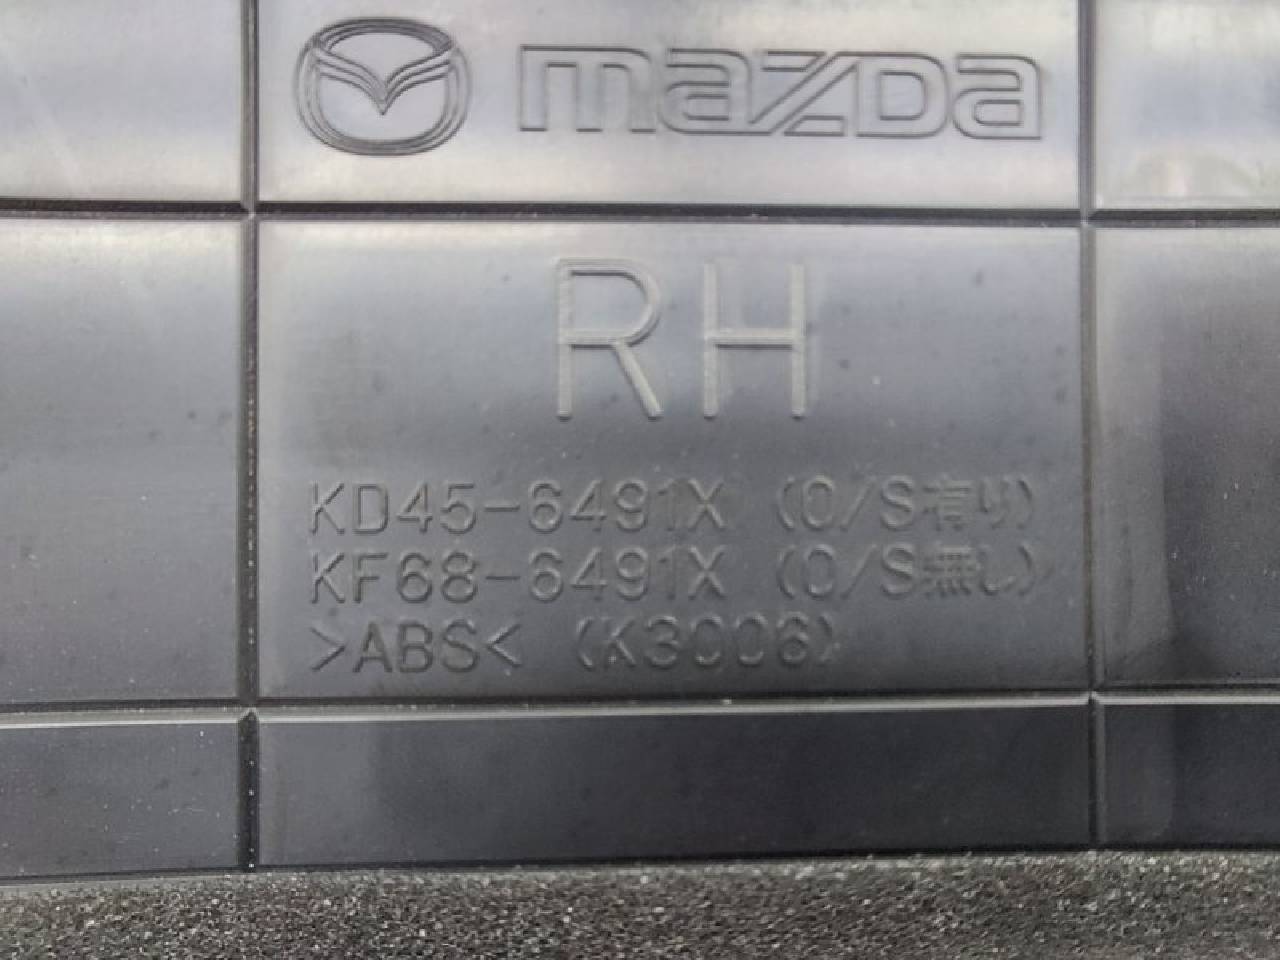 mazda
RH
KD45-6491X (O/S有り)
KF68-6491X (O/S無し)
>ABS< (K3006)